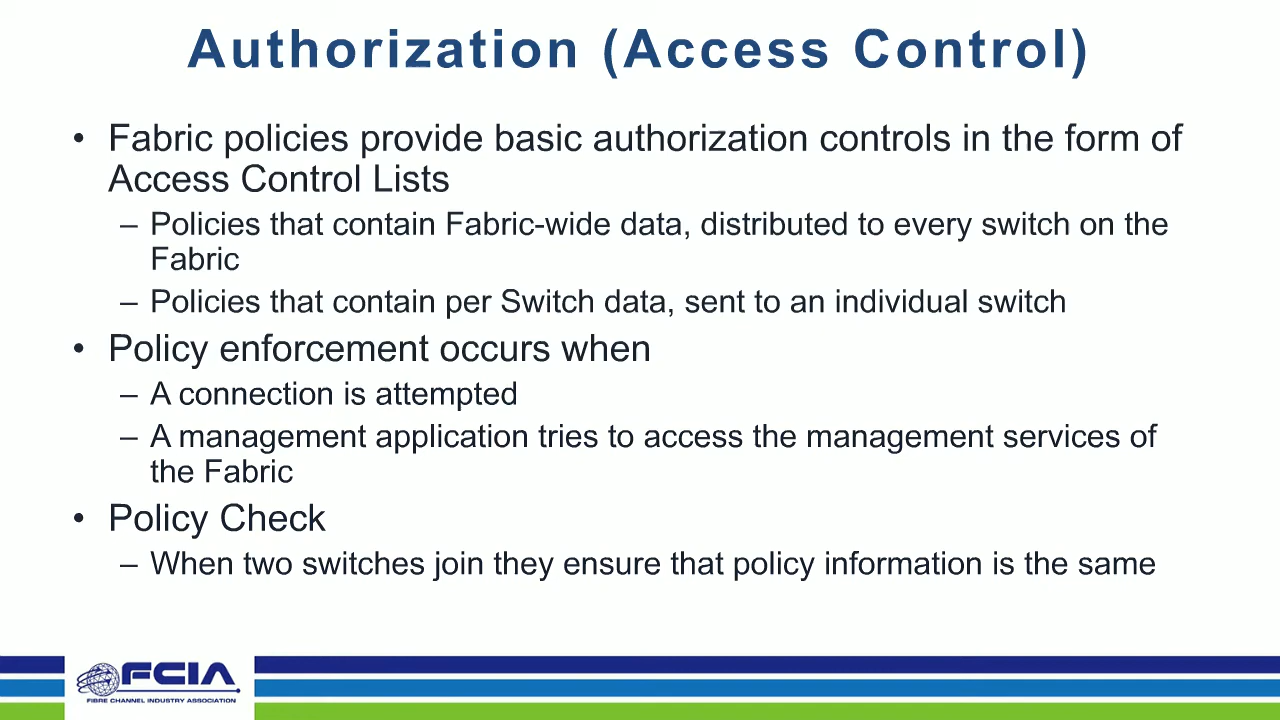 Authorization (Access Control)
• Fabric policies provide basic authorization controls in the form of
Access Control Lists
– Policies that contain Fabric-wide data, distributed to every switch on the
Fabric
– Policies that contain per Switch data, sent to an individual switch
• Policy enforcement occurs when
– A connection is attempted
– A management application tries to access the management services of
the Fabric
• Policy Check
– When two switches join they ensure that policy information is the same
FCIA
FIBRE CHANNEL INDUSTRY ASSOCIATION